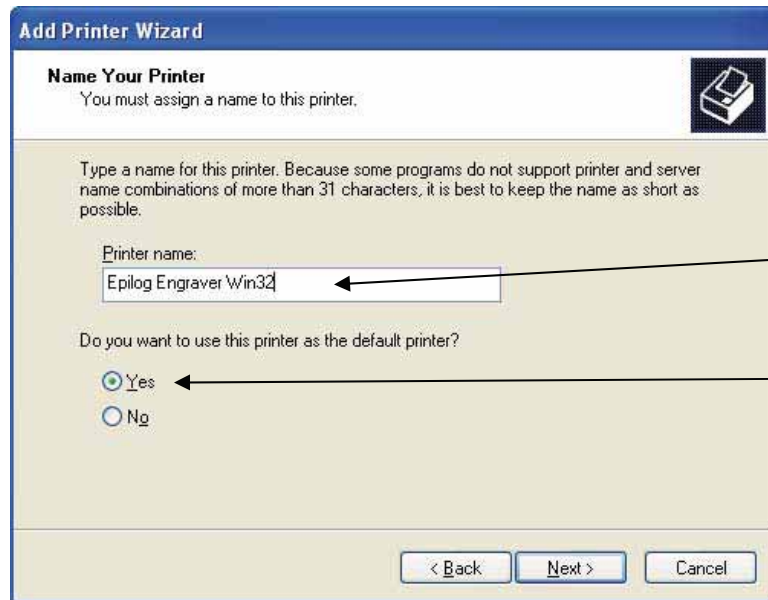 Add Printer Wizard
Name Your Printer
You must assign a name to this printer.
Type a name for this printer. Because some programs do not support printer and server
name combinations of more than 31 characters, it is best to keep the name as short as
possible.
Printer name:
Epilog Engraver Win32
Do you want to use this printer as the default printer?
Yes
No
< Back Next > Cancel